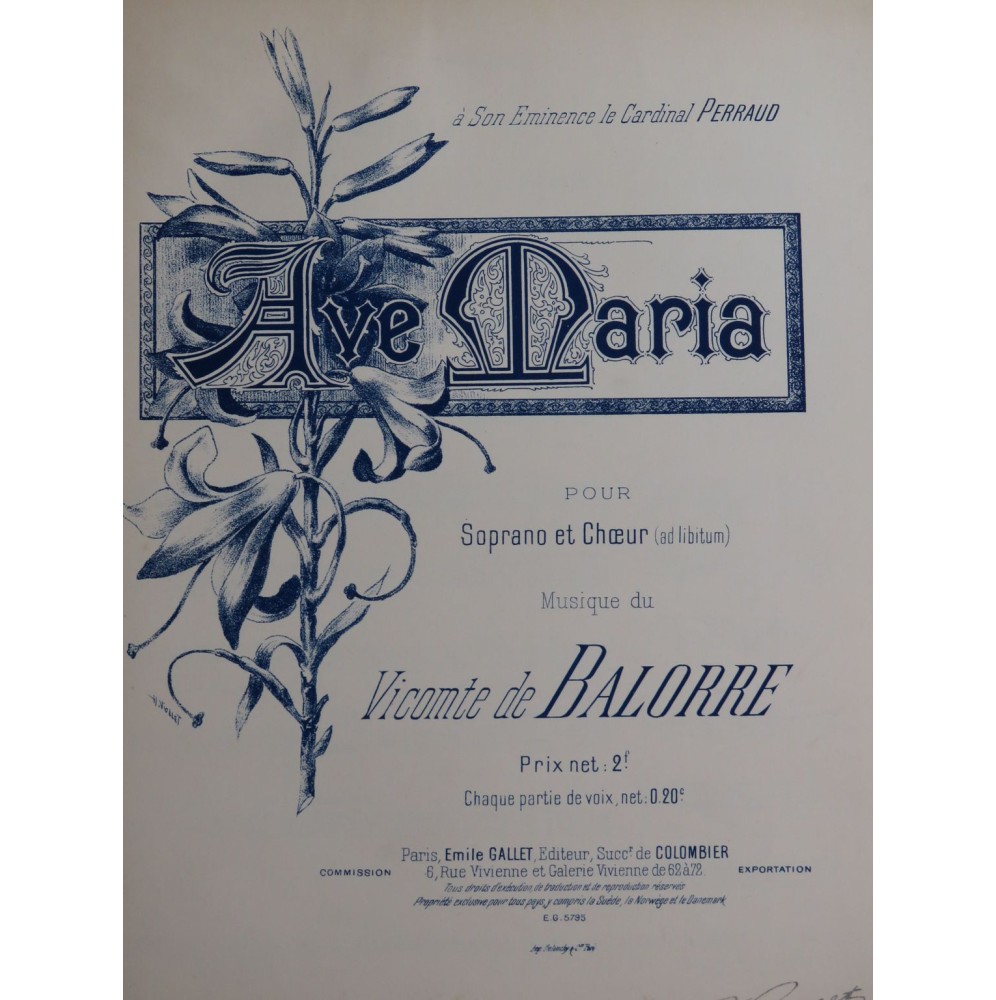 à Son Eminence le Cardinal PERRAUD
Ave Maria
POUR
Soprano et Chœur (ad libitum)
Musique du
Vicomte de BALORRE
Prix net: 2f
Chaque partie de voix, net: 0.20c
Paris, Emile GALLET, Editeur, Succr de COLOMBIER
COMMISSION 6, Rue Vivienne et Galerie Vivienne de 62 à 72. EXPORTATION
Tous droits d'exécution, de traduction et de reproduction réservés
Propriété exclusive pour tous pays, y compris la Suède, la Norwège et le Danemark.
E.G. 5795